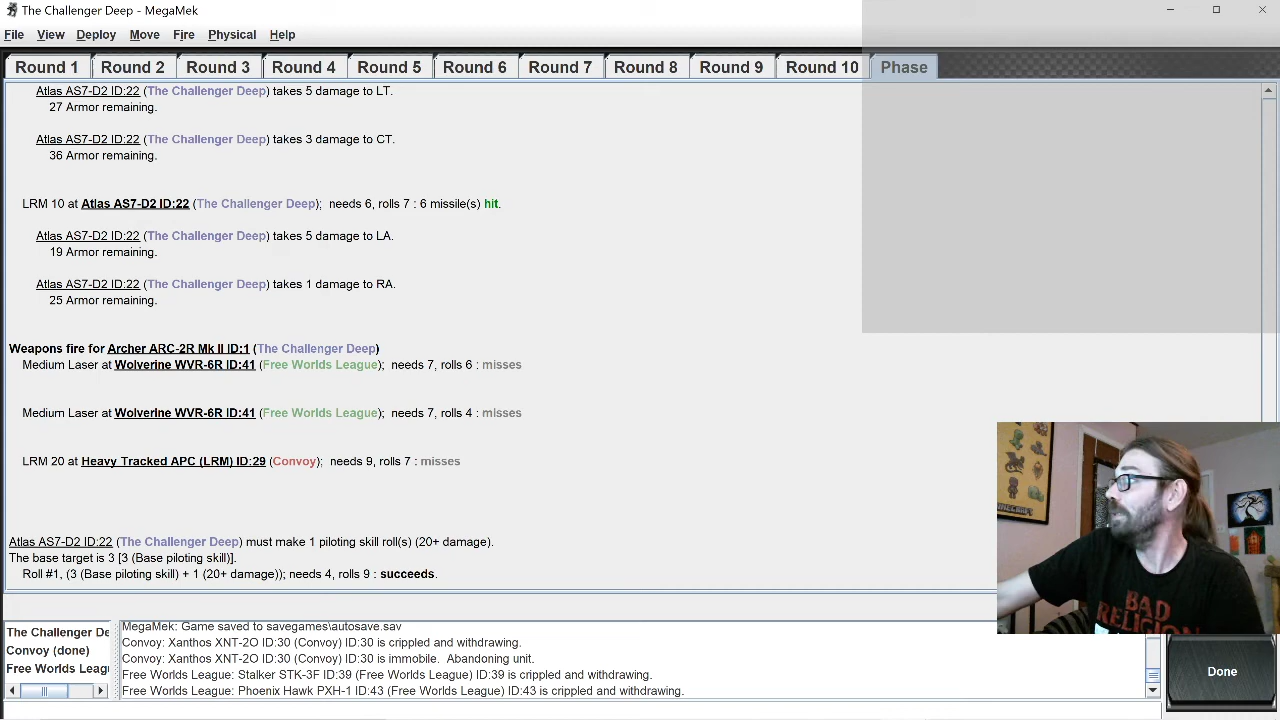 The Challenger Deep - MegaMek
File View Deploy Move Fire Physical Help
Round 1 Round 2 Round 3 Round 4 Round 5 Round 6 Round 7 Round 8 Round 9 Round 10 Phase
Atlas AS7-D2 ID:22 (The Challenger Deep) takes 5 damage to LT.
27 Armor remaining.
Atlas AS7-D2 ID:22 (The Challenger Deep) takes 3 damage to CT.
36 Armor remaining.
LRM 10 at Atlas AS7-D2 ID:22 (The Challenger Deep); needs 6, rolls 7 : 6 missile(s) hit.
Atlas AS7-D2 ID:22 (The Challenger Deep) takes 5 damage to LA.
19 Armor remaining.
Atlas AS7-D2 ID:22 (The Challenger Deep) takes 1 damage to RA.
25 Armor remaining.
Weapons fire for Archer ARC-2R Mk II ID:1 (The Challenger Deep)
Medium Laser at Wolverine WVR-6R ID:41 (Free Worlds League); needs 7, rolls 6 : misses
Medium Laser at Wolverine WVR-6R ID:41 (Free Worlds League); needs 7, rolls 4 : misses
LRM 20 at Heavy Tracked APC (LRM) ID:29 (Convoy); needs 9, rolls 7 : misses
Atlas AS7-D2 ID:22 (The Challenger Deep) must make 1 piloting skill roll(s) (20+ damage).
The base target is 3 [3 (Base piloting skill)].
Roll #1, (3 (Base piloting skill) + 1 (20+ damage)); needs 4, rolls 9 : succeeds.
MINECRAFT
BAD
RELIGION
The Challenger De
Convoy (done)
Free Worlds Leagu
MegaMek: Game saved to savegames\autosave.sav
Convoy: Xanthos XNT-2O ID:30 (Convoy) ID:30 is crippled and withdrawing.
Convoy: Xanthos XNT-2O ID:30 (Convoy) ID:30 is immobile.  Abandoning unit.
Free Worlds League: Stalker STK-3F ID:39 (Free Worlds League) ID:39 is crippled and withdrawing.
Free Worlds League: Phoenix Hawk PXH-1 ID:43 (Free Worlds League) ID:43 is crippled and withdrawing.
Done